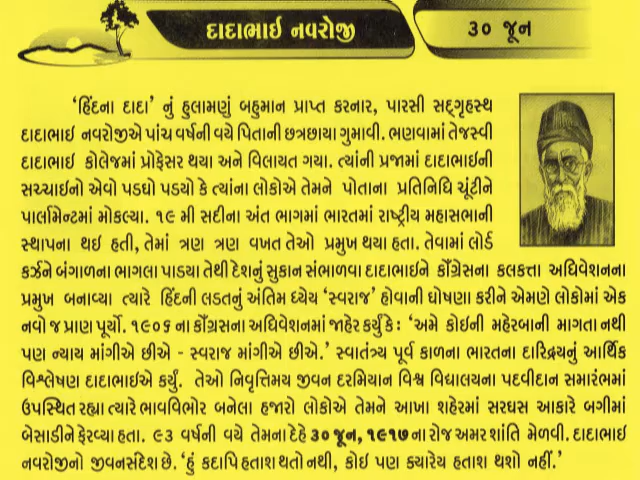 દાદાભાઈ નવરોજી
૩૦ જૂન
‘હિંદના દાદા’ નું હુલામણું બહુમાન પ્રાપ્ત કરનાર, પારસી સદ્ગૃહસ્થ
દાદાભાઈ નવરોજીએ પાંચ વર્ષની વયે પિતાની છત્રછાયા ગુમાવી. ભણવામાં તેજસ્વી
દાદાભાઈ કોલેજમાં પ્રોફેસર થયા અને વિલાયત ગયા. ત્યાંની પ્રજામાં દાદાભાઈની
સચ્ચાઈનો એવો પડઘો પડયો કે ત્યાંના લોકોએ તેમને પોતાના પ્રતિનિધિ ચૂંટીને
પાર્લામેન્ટમાં મોકલ્યા. ૧૯ મી સદીના અંત ભાગમાં ભારતમાં રાષ્ટ્રીય મહાસભાની
સ્થાપના થઈ હતી, તેમાં ત્રણ ત્રણ વખત તેઓ પ્રમુખ થયા હતા. તેવામાં લોર્ડ
કર્ઝને બંગાળના ભાગલા પાડયા તેથી દેશનું સુકાન સંભાળવા દાદાભાઈને કૉંગ્રેસના કલકત્તા અધિવેશનના
પ્રમુખ બનાવ્યા ત્યારે હિંદની લડતનું અંતિમ ધ્યેય ‘સ્વરાજ’ હોવાની ઘોષણા કરીને એમણે લોકોમાં એક
નવો જ પ્રાણ પૂર્યો. ૧૯૦૬ ના કૉંગ્રેસના અધિવેશનમાં જાહેર કર્યું કે : ‘અમે કોઈની મહેરબાની માગતા નથી
પણ ન્યાય માંગીએ છીએ - સ્વરાજ માંગીએ છીએ.’ સ્વાતંત્ર્ય પૂર્વ કાળના ભારતના દારિદ્રયનું આર્થિક
વિશ્લેષણ દાદાભાઈએ કર્યું. તેઓ નિવૃત્તિમય જીવન દરમિયાન વિશ્વ વિદ્યાલયના પદવીદાન સમારંભમાં
ઉપસ્થિત રહ્યા ત્યારે ભાવવિભોર બનેલા હજારો લોકોએ તેમને આખા શહેરમાં સરઘસ આકારે બગીમાં
બેસાડીને ફેરવ્યા હતા. ૯૩ વર્ષની વયે તેમના દેહે ૩૦ જૂન, ૧૯૧૭ ના રોજ અમર શાંતિ મેળવી. દાદાભાઈ
નવરોજીનો જીવનસંદેશ છે. ‘હું કદાપિ હતાશ થતો નથી, કોઈ પણ ક્યારેય હતાશ થશો નહીં.’